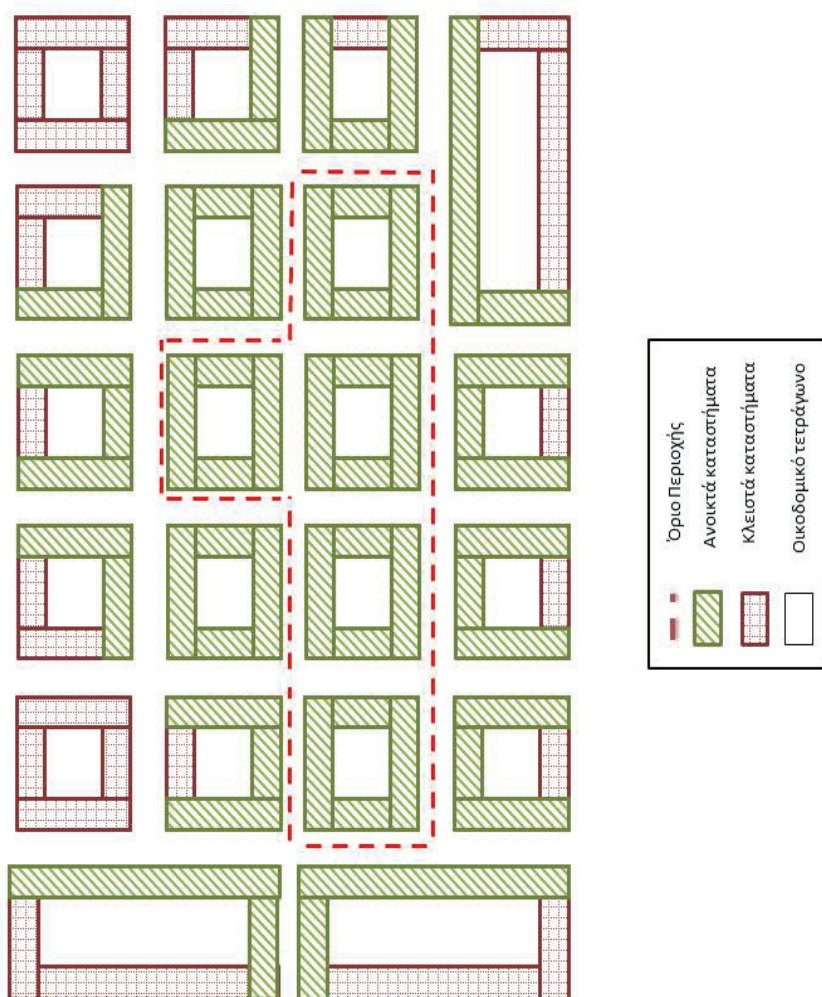 Όριο Περιοχής
Ανοικτά καταστήματα
Κλειστά καταστήματα
Οικοδομικό τετράγωνο